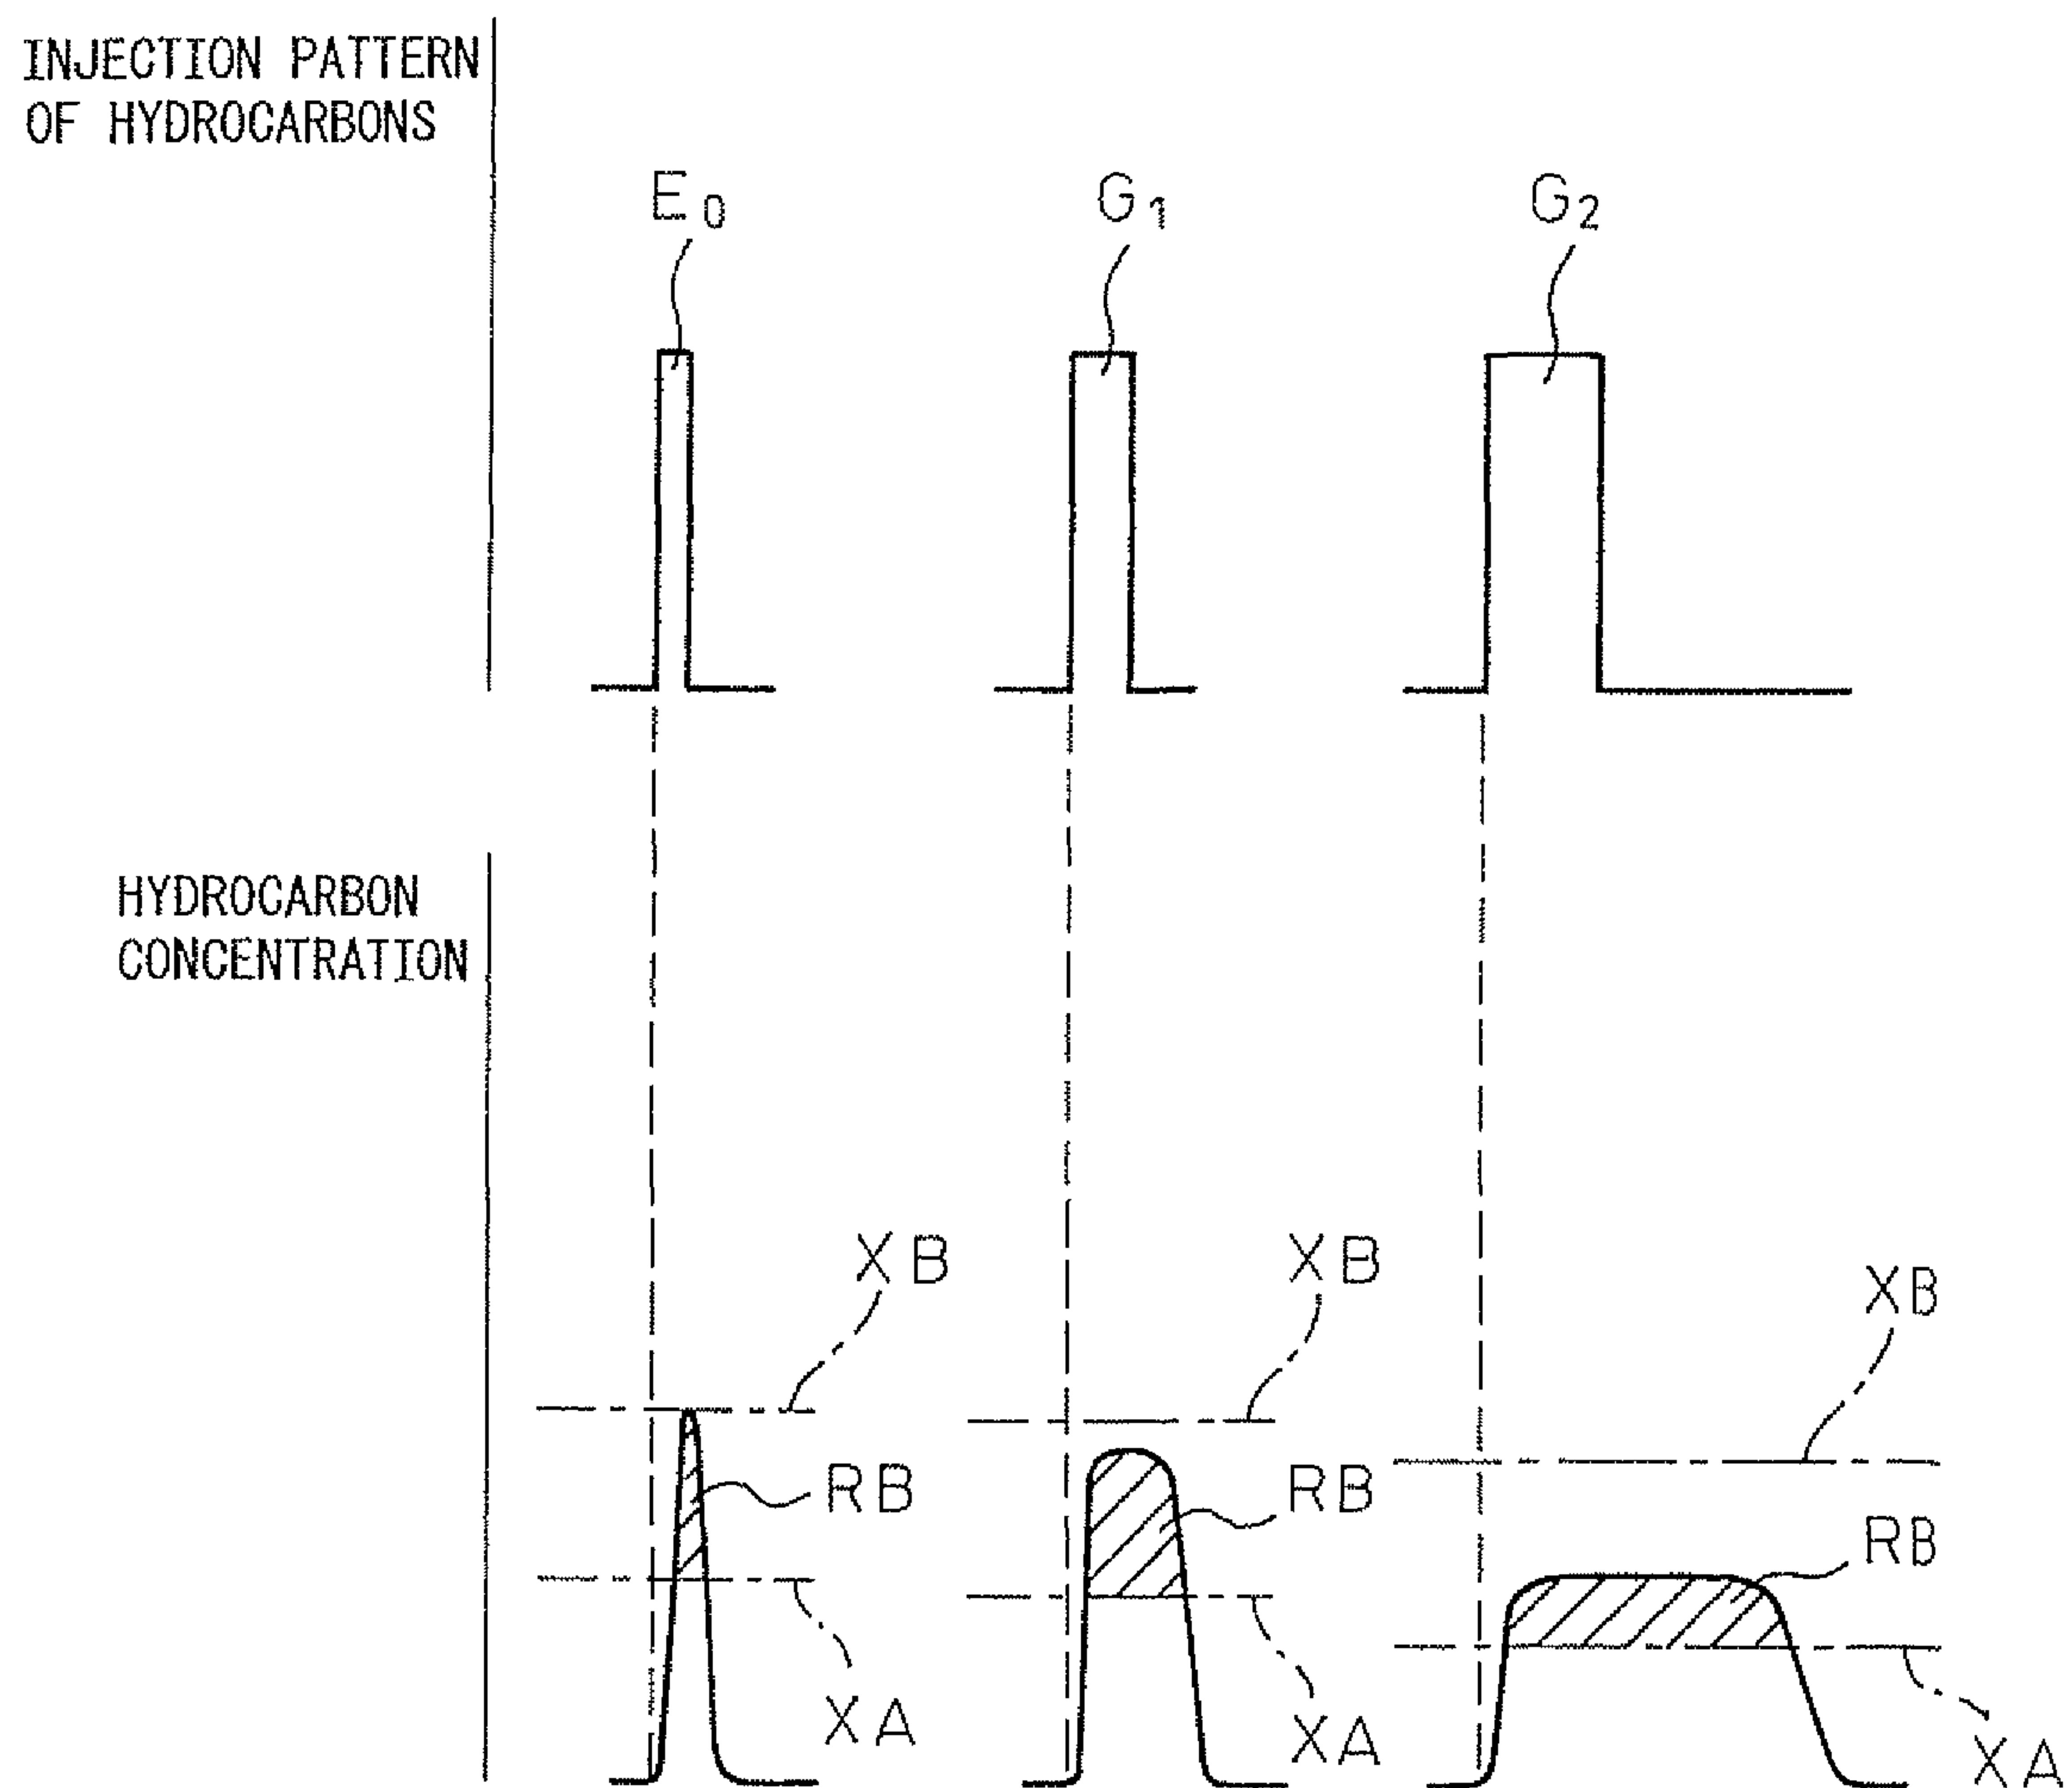 INJECTION PATTERN
OF HYDROCARBONS
E₀
G₁
G₂
HYDROCARBON
CONCENTRATION
XB
XB
XB
RB
RB
RB
XA
XA
XA